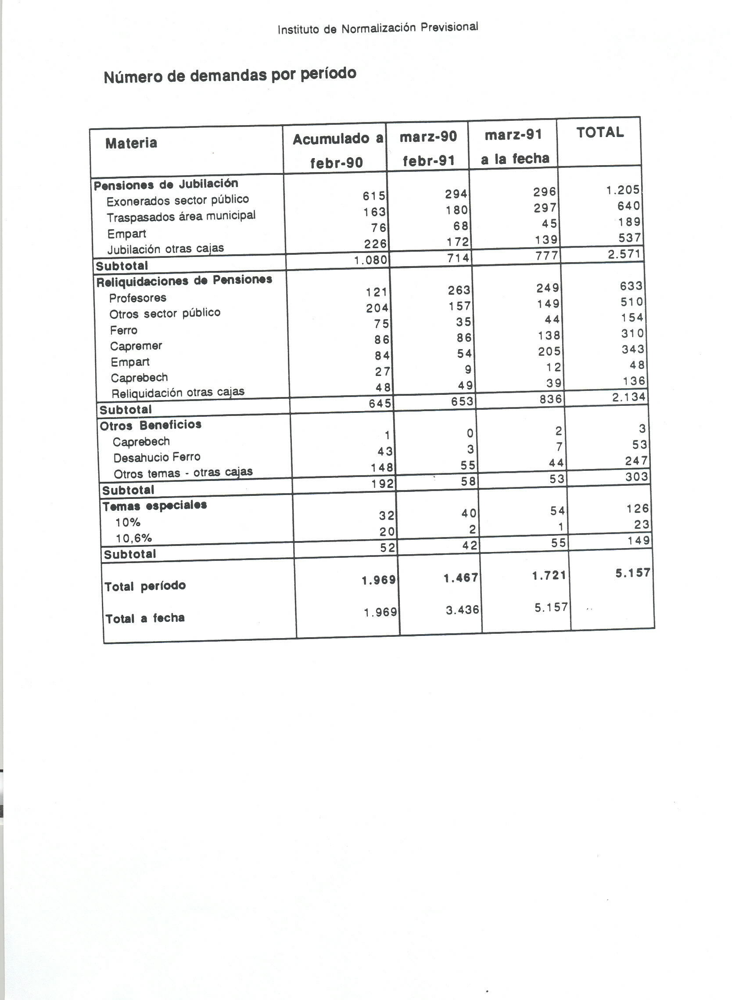 Instituto de Normalización Previsional
Número de demandas por período
Materia Acumulado a marz-90 marz-91 TOTAL
febr-90 febr-91 a la fecha
Pensiones de Jubilación
Exonerados sector público 615 294 296 1.205
Traspasados área municipal 163 180 297 640
Empart 76 68 45 189
Jubilación otras cajas 226 172 139 537
Subtotal 1.080 714 777 2.571
Reliquidaciones de Pensiones
Profesores 121 263 249 633
Otros sector público 204 157 149 510
Ferro 75 35 44 154
Capremer 86 86 138 310
Empart 84 54 205 343
Caprebech 27 9 12 48
Reliquidación otras cajas 48 49 39 136
Subtotal 645 653 836 2.134
Otros Beneficios
Caprebech 1 0 2 3
Desahucio Ferro 43 3 7 53
Otros temas - otras cajas 148 55 44 247
Subtotal 192 58 53 303
Temas especiales
10% 32 40 54 126
10,6% 20 2 1 23
Subtotal 52 42 55 149
Total período 1.969 1.467 1.721 5.157
Total a fecha 1.969 3.436 5.157